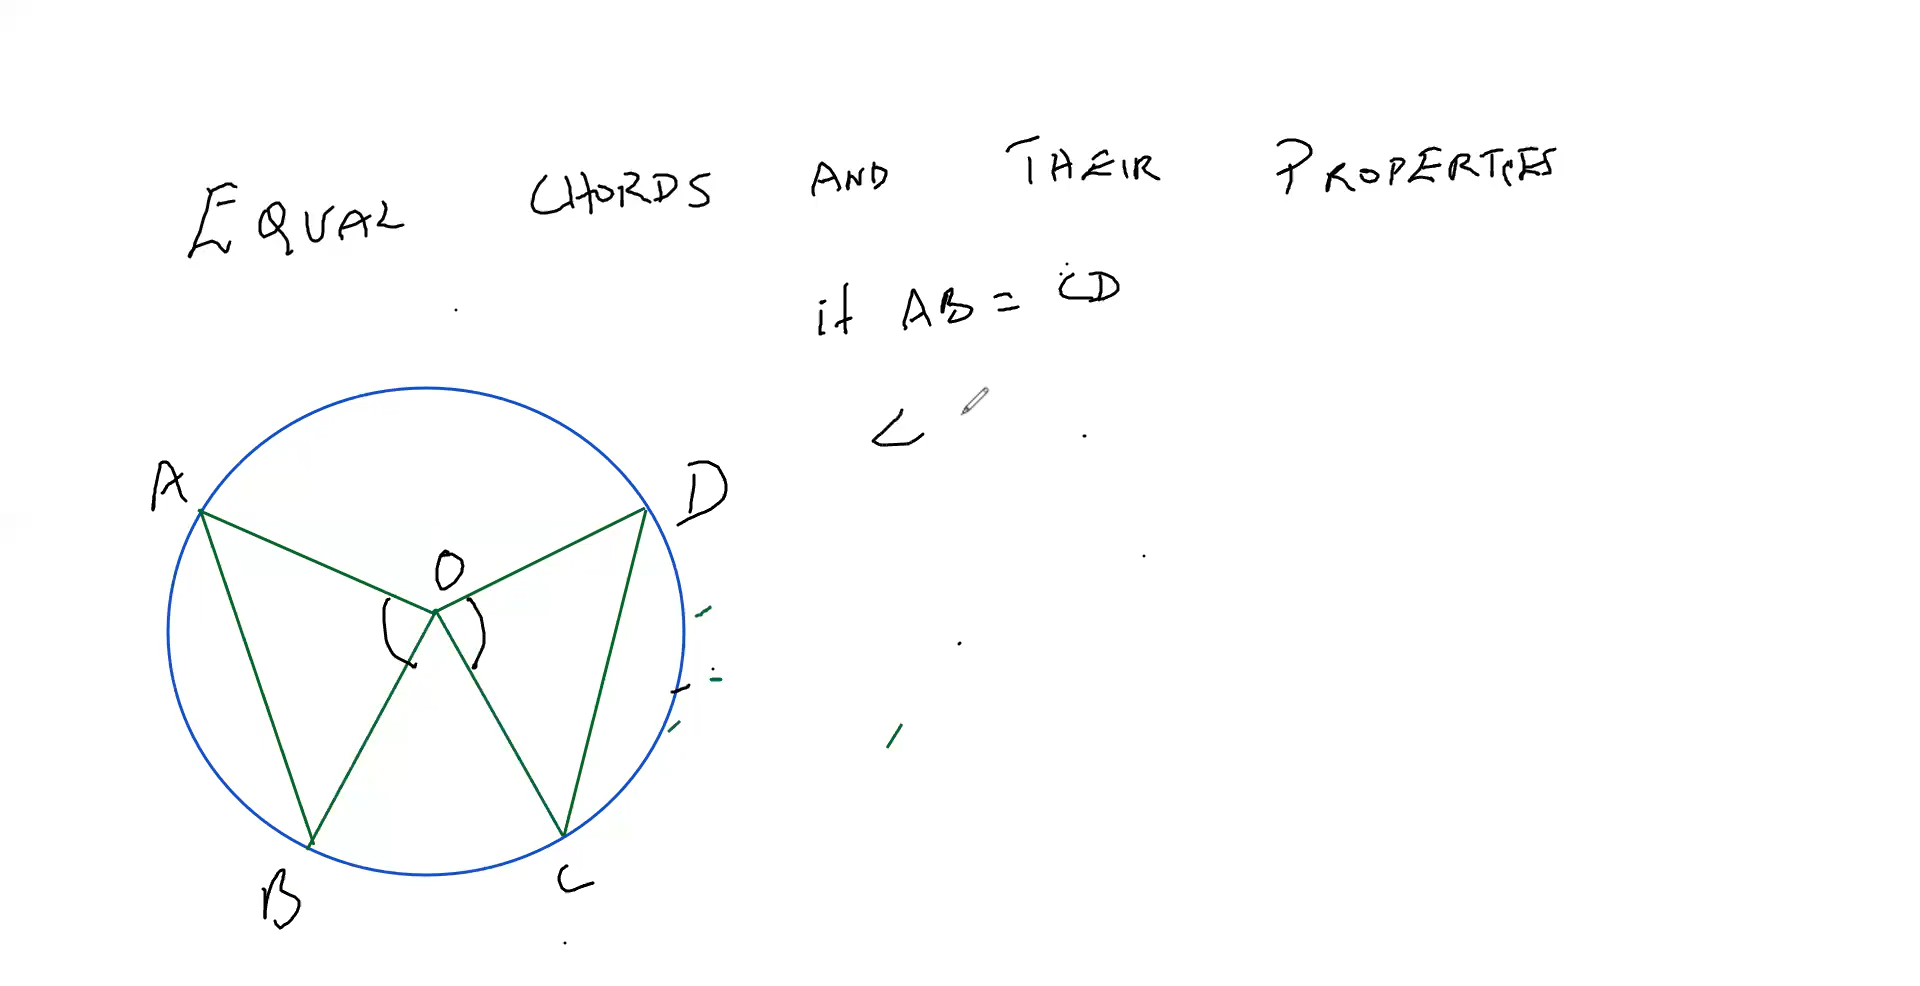 EQUAL CHORDS AND THEIR PROPERTIES
if AB = CD
∠
A
D
O
B
C